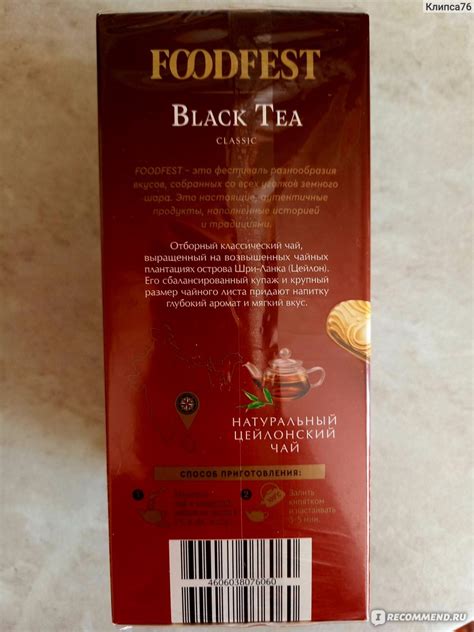 Клипса76
FOODFEST
BLACK TEA
CLASSIC
FOODFEST - это фестиваль разнообразия
вкусов, собранных со всех уголков земного
шара. Это настоящие, аутентичные
продукты, наполненные историей
и традициями.
Отборный классический чай,
выращенный на возвышенных чайных
плантациях острова Шри-Ланка (Цейлон).
Его сбалансированный купаж и крупный
размер чайного листа придают напитку
глубокий аромат и мягкий вкус.
НАТУРАЛЬНЫЙ
ЦЕЙЛОНСКИЙ
ЧАЙ
СПОСОБ ПРИГОТОВЛЕНИЯ:
1
2
Залить
кипятком
и настаивать
3-5 мин.
4606038076060
IRECOMMEND.RU